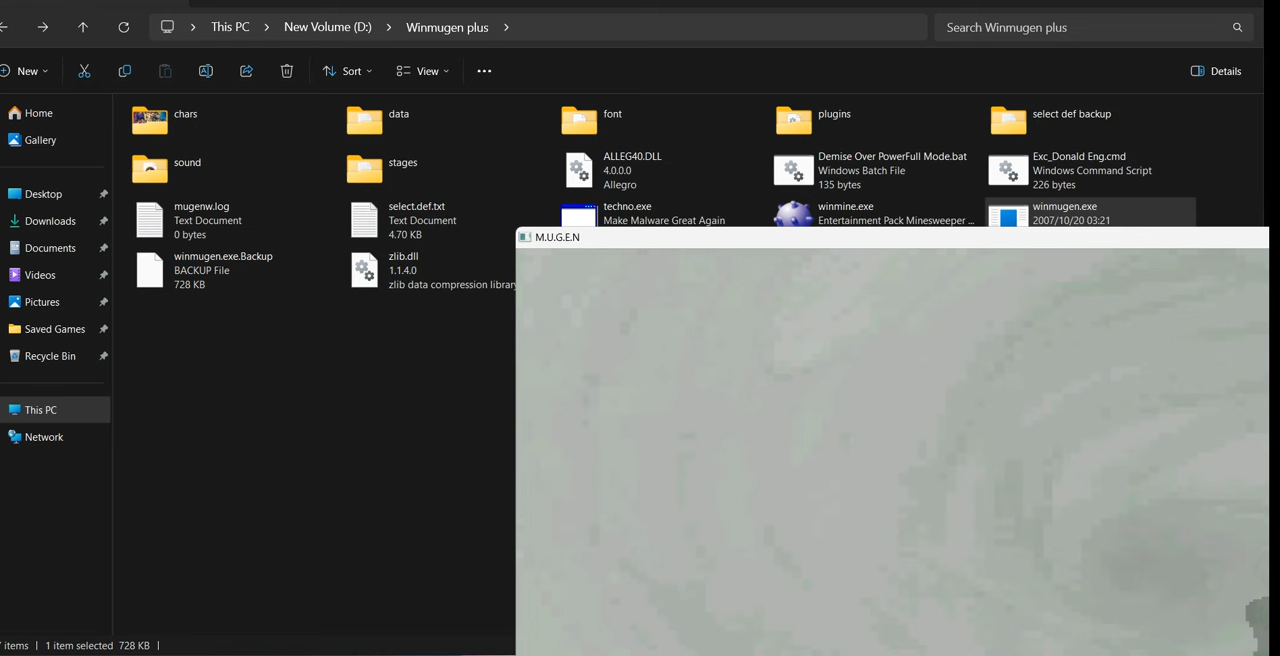 This PC
New Volume (D:)
Winmugen plus
Search Winmugen plus
New
Sort
View
Details
Home
Gallery
Desktop
Downloads
Documents
Videos
Pictures
Saved Games
Recycle Bin
This PC
Network
chars
data
font
plugins
select def backup
sound
stages
ALLEG40.DLL
4.0.0.0
Allegro
Demise Over PowerFull Mode.bat
Windows Batch File
135 bytes
Exc_Donald Eng.cmd
Windows Command Script
226 bytes
mugenw.log
Text Document
0 bytes
select.def.txt
Text Document
4.70 KB
techno.exe
Make Malware Great Again
winmine.exe
Entertainment Pack Minesweeper ...
winmugen.exe
2007/10/20 03:21
winmugen.exe.Backup
BACKUP File
728 KB
zlib.dll
1.1.4.0
zlib data compression library
M.U.G.E.N
items
1 item selected 728 KB